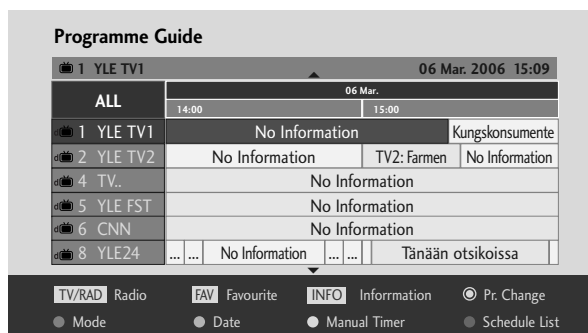 Programme Guide
1 YLE TV1 06 Mar. 2006 15:09
ALL 06 Mar.
14:00 15:00
1 YLE TV1 No Information Kungskonsumente
2 YLE TV2 No Information TV2: Farmen No Information
4 TV.. No Information
5 YLE FST No Information
6 CNN No Information
8 YLE24 ... ... No Information ... ... Tänään otsikoissa
TV/RAD Radio FAV Favourite INFO Inforrmation Pr. Change
Mode Date Manual Timer Schedule List